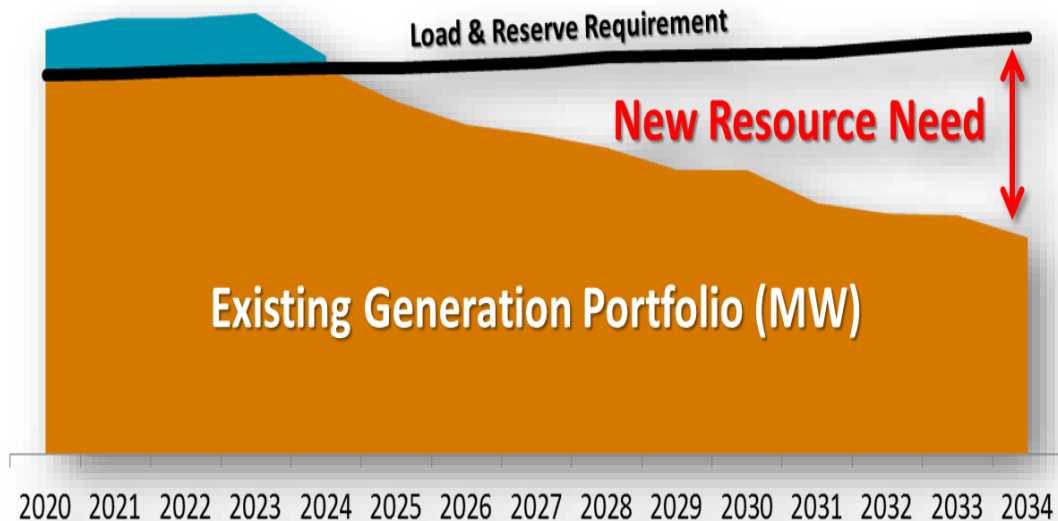 Load & Reserve Requirement
New Resource Need
Existing Generation Portfolio (MW)
2020 2021 2022 2023 2024 2025 2026 2027 2028 2029 2030 2031 2032 2033 2034